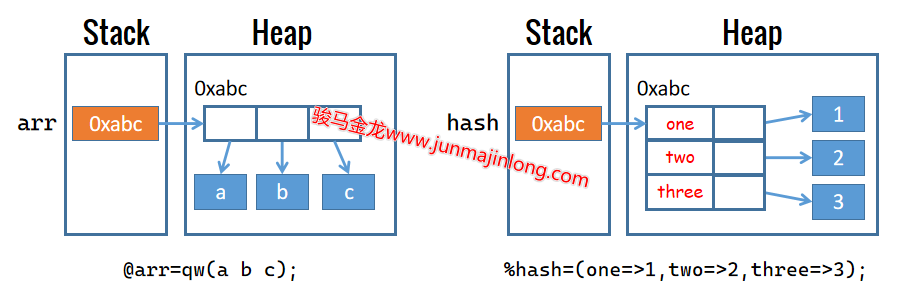 Stack Heap
0xabc
arr 0xabc
a b c
@arr=qw(a b c);
Stack Heap
0xabc
hash 0xabc
one 1
two 2
three 3
%hash=(one=>1,two=>2,three=>3);
骏马金龙www.junmajinlong.com